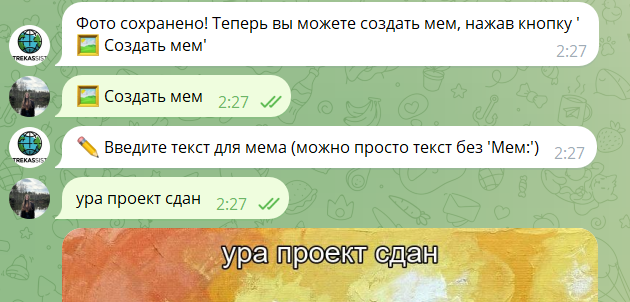 Фото сохранено! Теперь вы можете создать мем, нажав кнопку '
🖼️ Создать мем'
2:27
TREKASSIST
🖼️ Создать мем 2:27
✏️ Введите текст для мема (можно просто текст без 'Мем:') 2:27
TREKASSIST
ура проект сдан 2:27
ура проект сдан